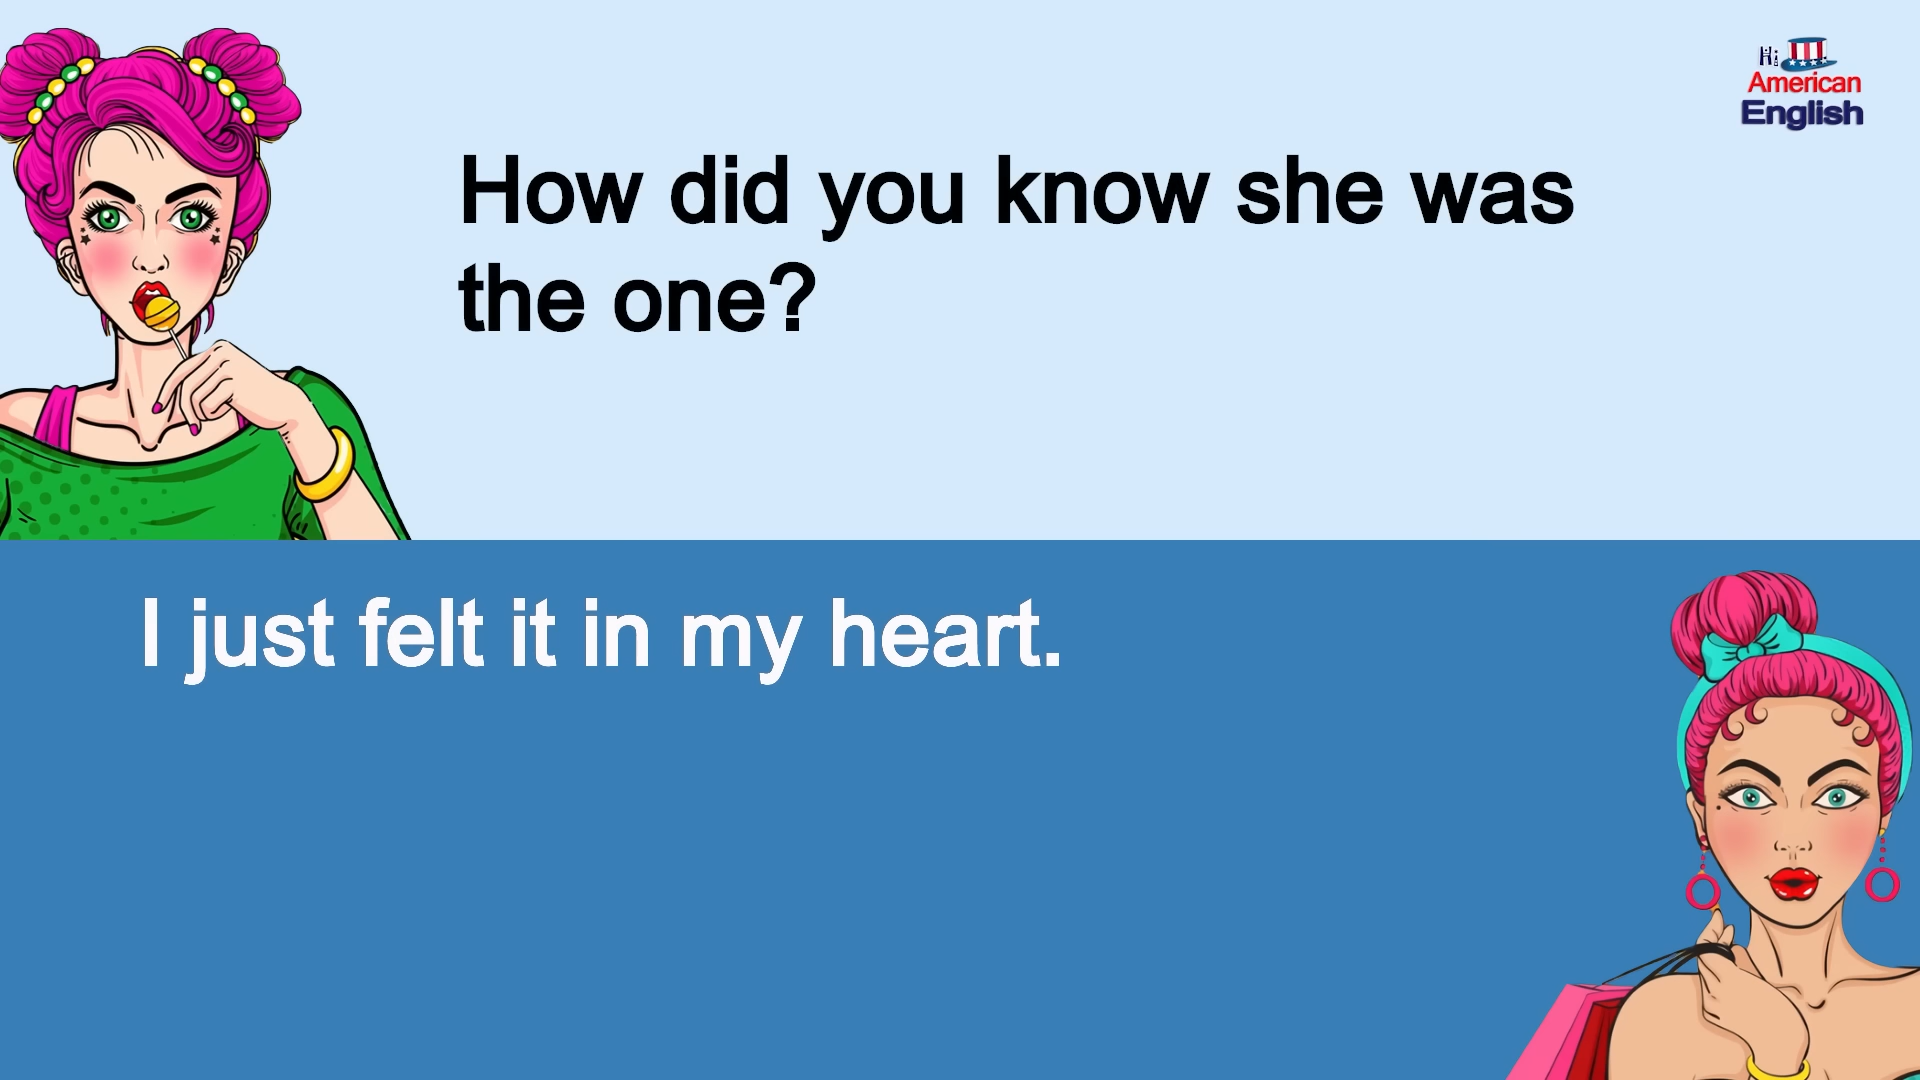 Hi
American
English
How did you know she was
the one?
I just felt it in my heart.